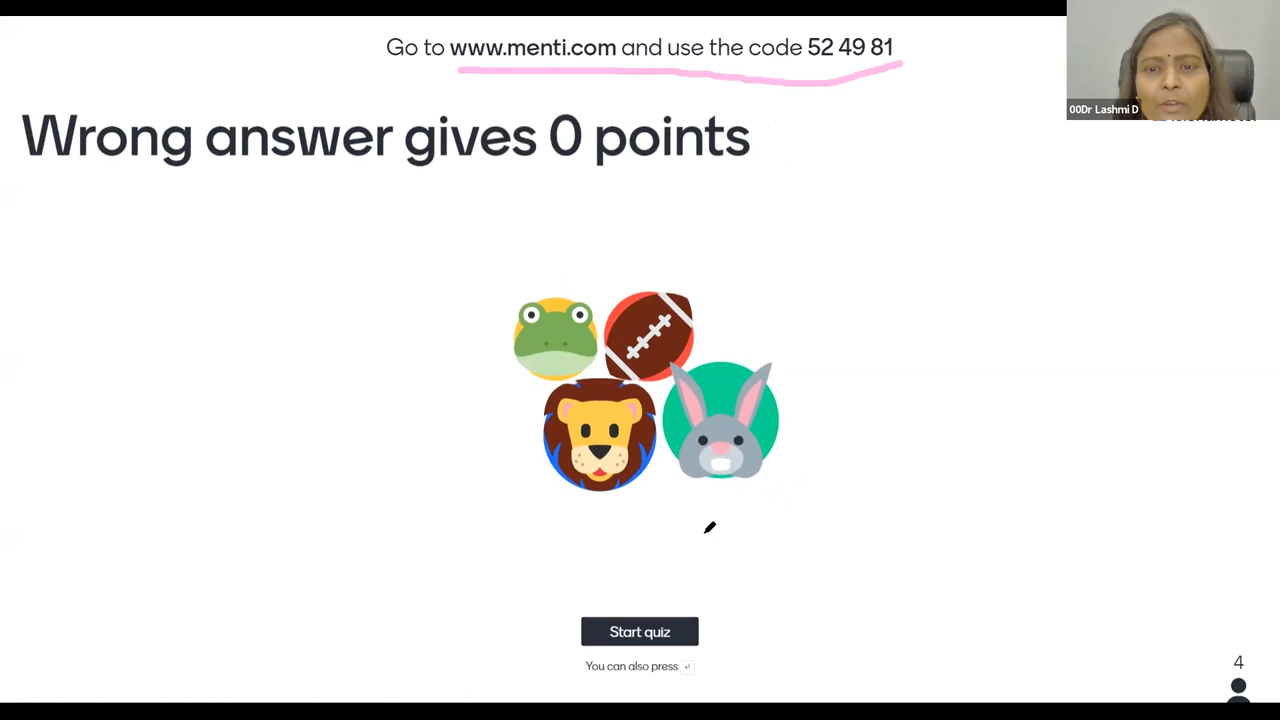 Go to www.menti.com and use the code 52 49 81
00Dr Lashmi D
Wrong answer gives 0 points
Start quiz
You can also press ↵
4